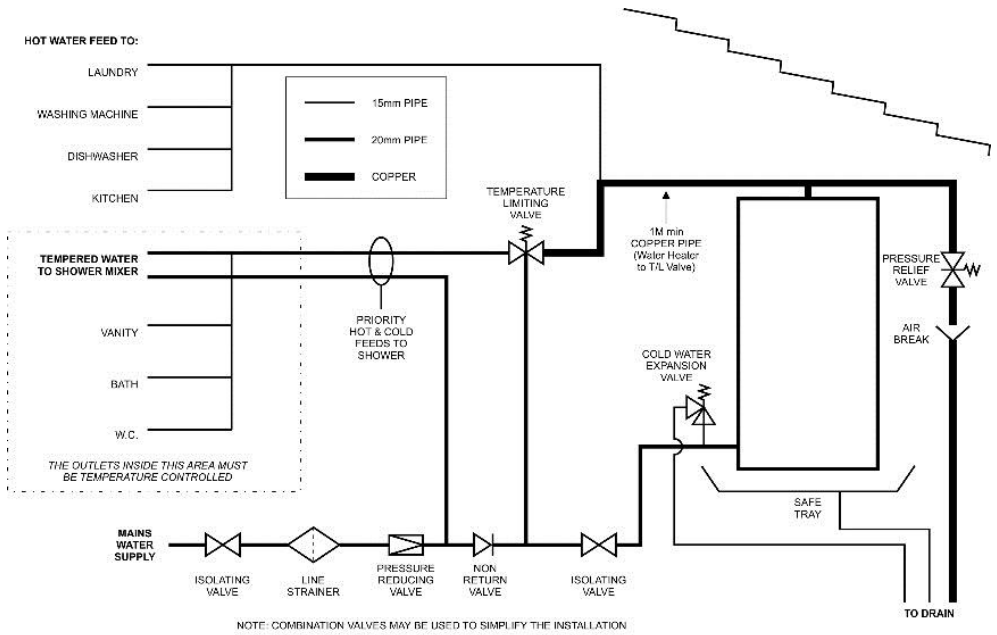 HOT WATER FEED TO:
LAUNDRY
WASHING MACHINE
DISHWASHER
KITCHEN
15mm PIPE
20mm PIPE
COPPER
TEMPERATURE
LIMITING
VALVE
1M min
COPPER PIPE
(Water Heater
to T/L Valve)
PRESSURE
RELIEF
VALVE
AIR
BREAK
TEMPERED WATER
TO SHOWER MIXER
PRIORITY
HOT & COLD
FEEDS TO
SHOWER
VANITY
BATH
W.C.
THE OUTLETS INSIDE THIS AREA MUST
BE TEMPERATURE CONTROLLED
COLD WATER
EXPANSION
VALVE
SAFE
TRAY
MAINS
WATER
SUPPLY
ISOLATING
VALVE
LINE
STRAINER
PRESSURE
REDUCING
VALVE
NON
RETURN
VALVE
ISOLATING
VALVE
TO DRAIN
NOTE: COMBINATION VALVES MAY BE USED TO SIMPLIFY THE INSTALLATION